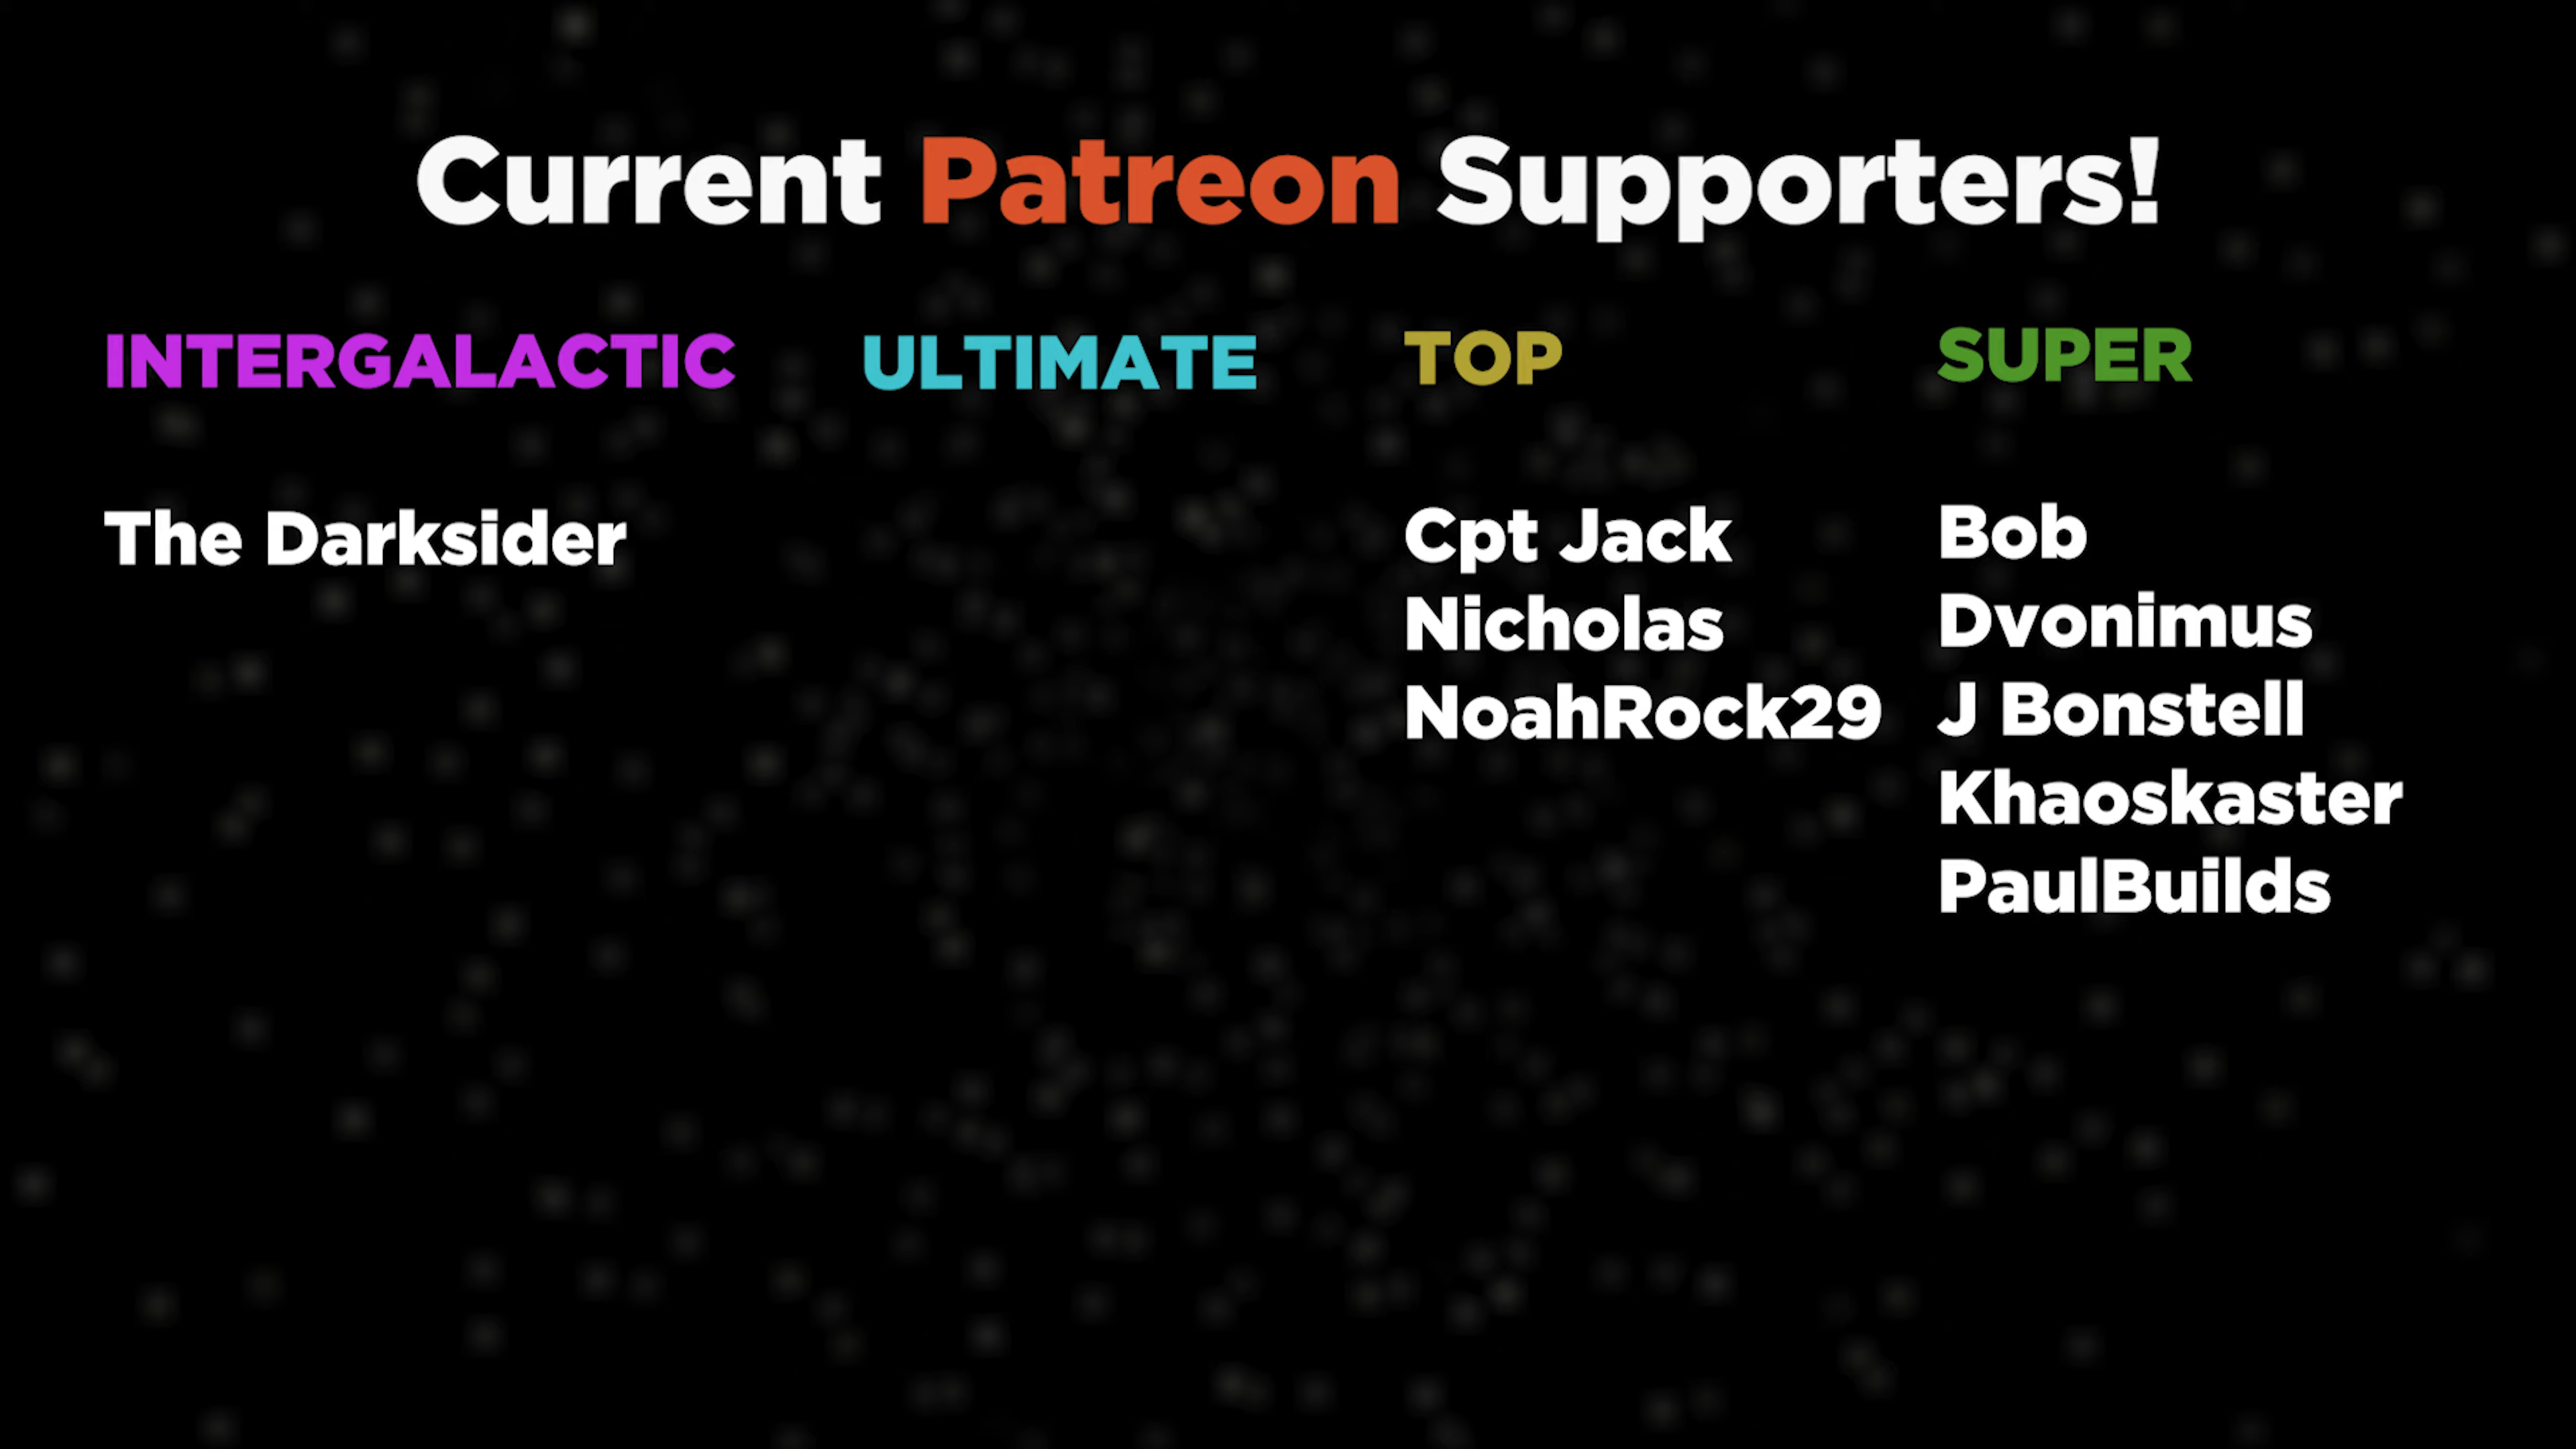 Current Patreon Supporters!
INTERGALACTIC
The Darksider
ULTIMATE
TOP
Cpt Jack
Nicholas
NoahRock29
SUPER
Bob
Dvonimus
J Bonstell
Khaoskaster
PaulBuilds